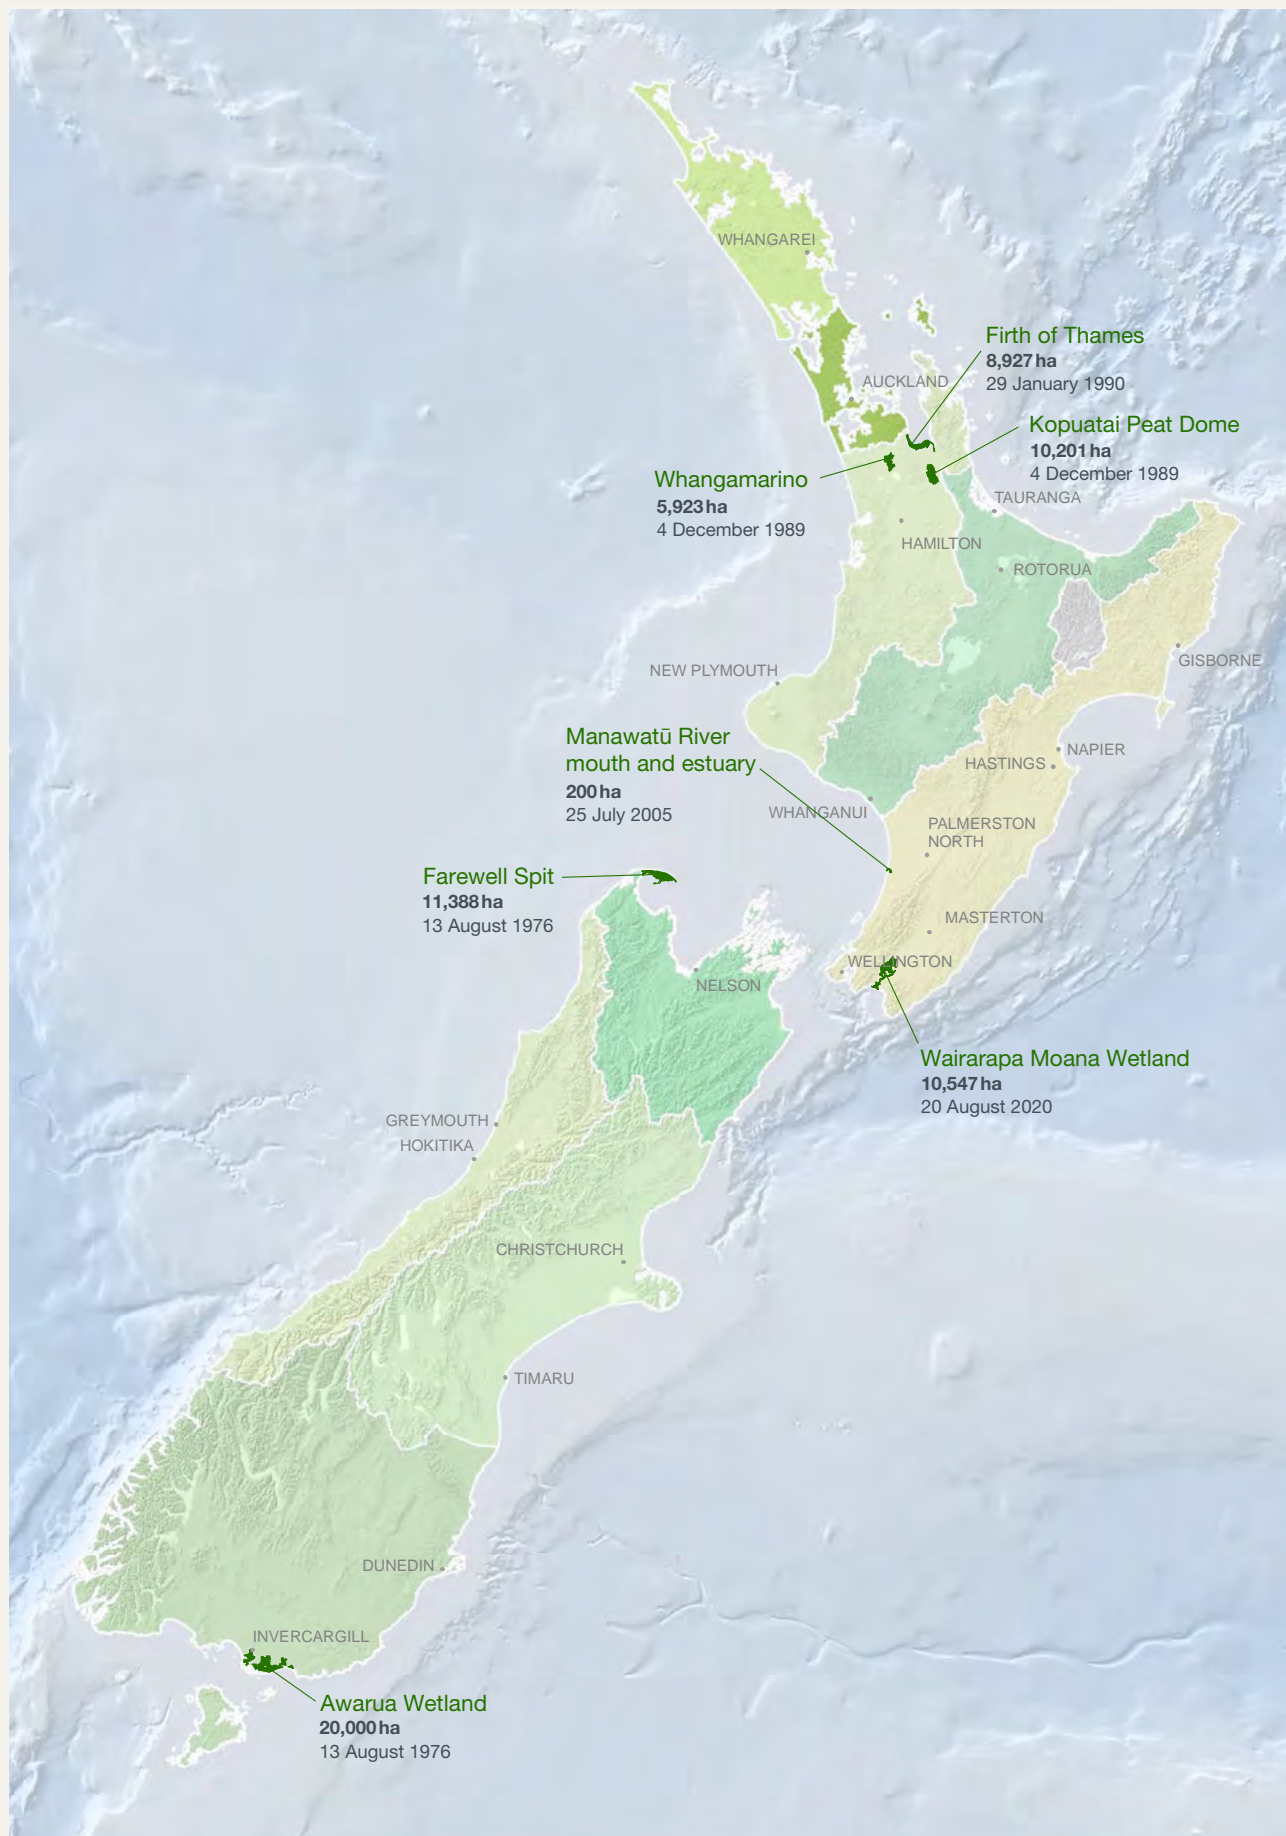 WHANGAREI
Firth of Thames
8,927 ha
29 January 1990
AUCKLAND
Kopuatai Peat Dome
10,201 ha
4 December 1989
Whangamarino
5,923 ha
4 December 1989
TAURANGA
HAMILTON
ROTORUA
GISBORNE
NEW PLYMOUTH
Manawatū River
mouth and estuary
200 ha
25 July 2005
NAPIER
HASTINGS
WHANGANUI
PALMERSTON
NORTH
Farewell Spit
11,388 ha
13 August 1976
MASTERTON
WELLINGTON
NELSON
Wairarapa Moana Wetland
10,547 ha
20 August 2020
GREYMOUTH
HOKITIKA
CHRISTCHURCH
TIMARU
DUNEDIN
INVERCARGILL
Awarua Wetland
20,000 ha
13 August 1976